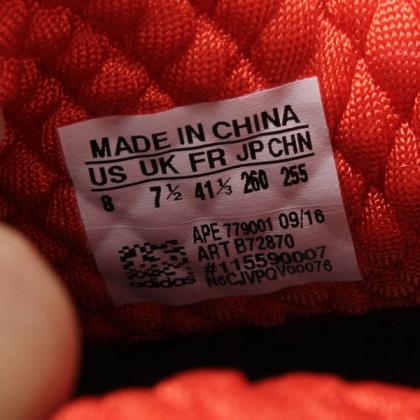 MADE IN CHINA
US UK FR JP CHN
8 7½ 41⅓ 260 255
APE 779001 09/16
ART B72870
#115590007
adidas N6CJVPQV00076